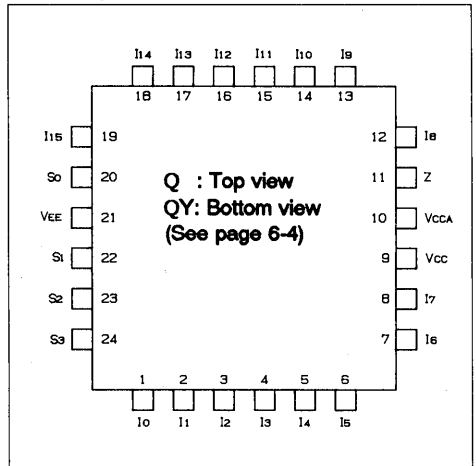 I14 I13 I12 I11 I10 I9
18 17 16 15 14 13
I15 19 12 I8
S0 20 11 Z
VEE 21 10 VCCA
S1 22 9 VCC
S2 23 8 I7
S3 24 7 I6
Q : Top view
QY: Bottom view
(See page 6-4)
1 2 3 4 5 6
I0 I1 I2 I3 I4 I5